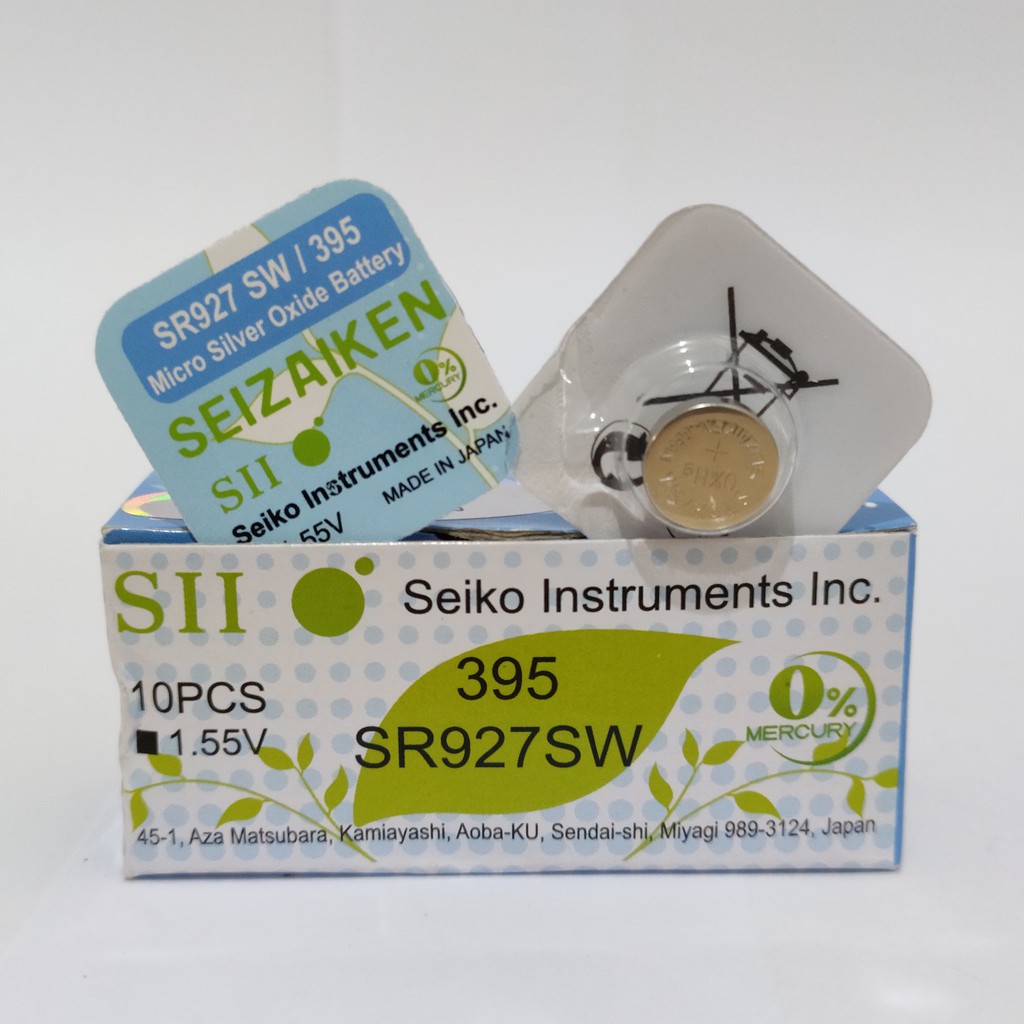 SR927 SW / 395
Micro Silver Oxide Battery
SEIZAIKEN
0%
MERCURY
SII
Seiko Instruments Inc.
MADE IN JAPAN
.55V
SII
Seiko Instruments Inc.
395
10PCS
SR927SW
1.55V
0%
MERCURY
45-1, Aza Matsubara, Kamiayashi, Aoba-KU, Sendai-shi, Miyagi 989-3124, Japan